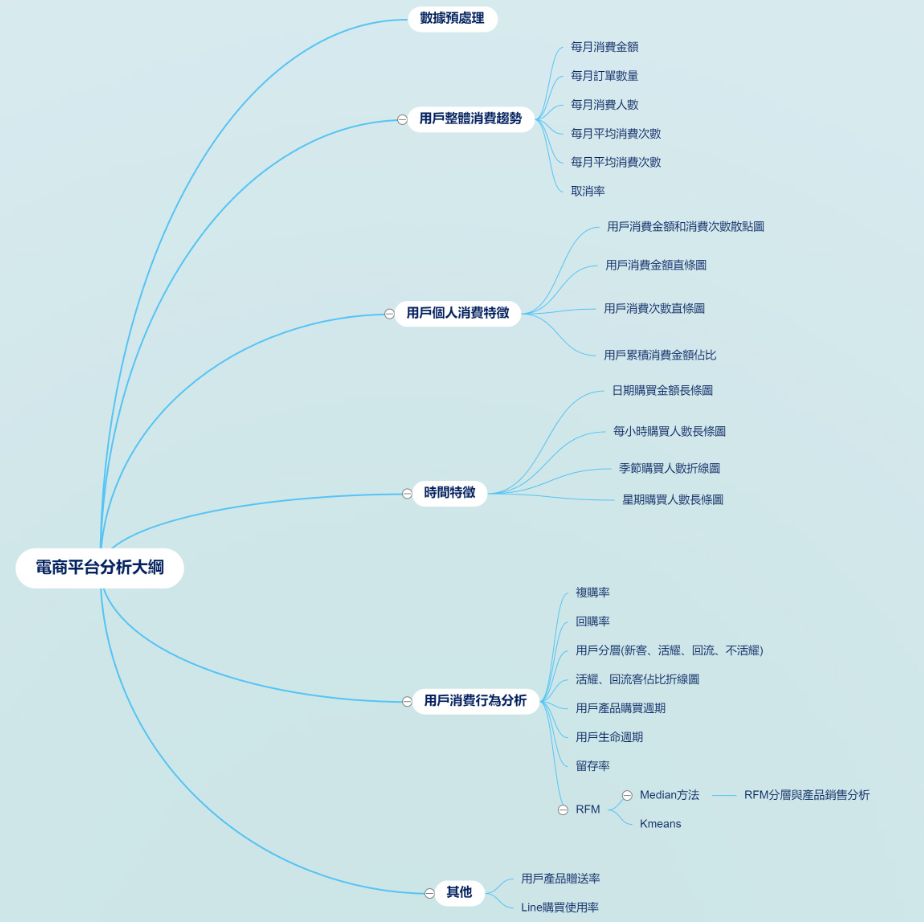 數據預處理
用戶整體消費趨勢
每月消費金額
每月訂單數量
每月消費人數
每月平均消費次數
每月平均消費次數
取消率
用戶個人消費特徵
用戶消費金額和消費次數散點圖
用戶消費金額直條圖
用戶消費次數直條圖
用戶累積消費金額佔比
時間特徵
日期購買金額長條圖
每小時購買人數長條圖
季節購買人數折線圖
星期購買人數長條圖
電商平台分析大綱
用戶消費行為分析
複購率
回購率
用戶分層(新客、活耀、回流、不活耀)
活耀、回流客佔比折線圖
用戶產品購買週期
用戶生命週期
留存率
RFM
Median方法
RFM分層與產品銷售分析
Kmeans
其他
用戶產品贈送率
Line購買使用率